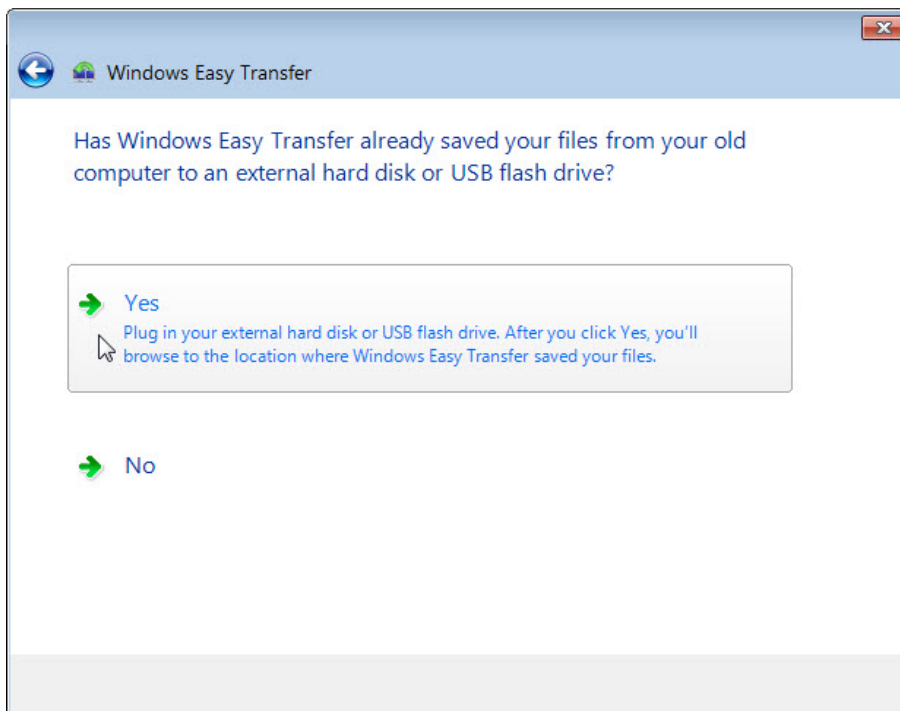 Windows Easy Transfer
Has Windows Easy Transfer already saved your files from your old
computer to an external hard disk or USB flash drive?
Yes
Plug in your external hard disk or USB flash drive. After you click Yes, you'll
browse to the location where Windows Easy Transfer saved your files.
No